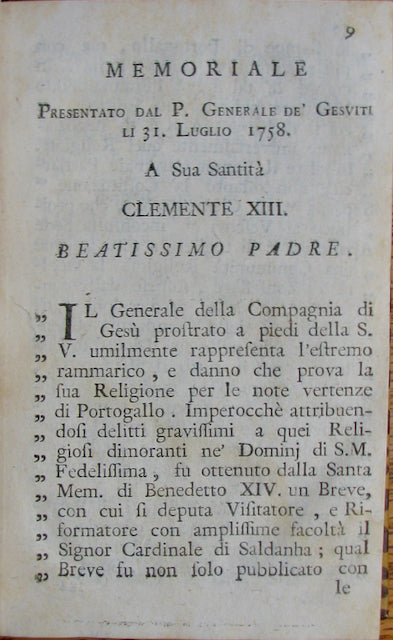 9
MEMORIALE
PRESENTATO DAL P. GENERALE DE' GESVITI
LI 31. LUGLIO 1758.
A Sua Santità
CLEMENTE XIII.
BEATISSIMO PADRE.
„ IL Generale della Compagnia di
„ Gesù proſtrato a piedi della S.
„ V. umilmente rappreſenta l'eſtremo
„ rammarico, e danno che prova la
„ ſua Religione per le note vertenze
„ di Portogallo. Imperocchè attribuen-
„ doſi delitti graviſſimi a quei Reli-
„ gioſi dimoranti ne' Dominj di S. M.
„ Fedeliſſima, fu ottenuto dalla Santa
„ Mem. di Benedetto XIV. un Breve,
„ con cui ſi deputa Viſitatore, e Ri-
„ formatore con ampliſſime facoltà il
„ Signor Cardinale di Saldanha; qual
„ Breve fu non ſolo pubblicato con
le